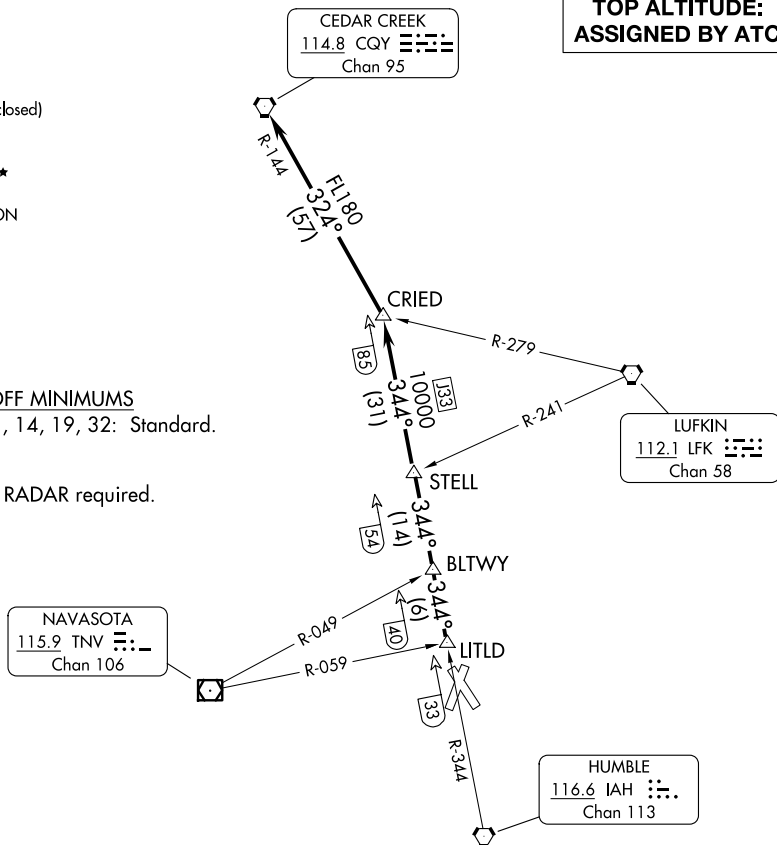 TOP ALTITUDE:
ASSIGNED BY ATC
CEDAR CREEK
114.8 CQY
Chan 95
closed)
ON
R-144
FL180
324°
(57)
CRIED
85
R-279
10000
J33
344°
(31)
R-241
LUFKIN
112.1 LFK
Chan 58
OFF MINIMUMS
, 14, 19, 32: Standard.
RADAR required.
STELL
54
344°
(14)
BLTWY
NAVASOTA
115.9 TNV
Chan 106
R-049
40
344°
(6)
LITLD
R-059
33
R-344
HUMBLE
116.6 IAH
Chan 113